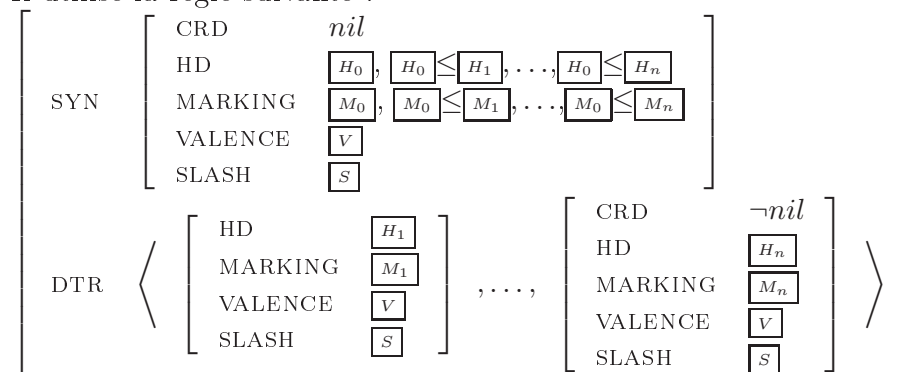 Il utilise la règle suivante :
CRD nil
HD H0, H0≤H1,...,H0≤Hn
SYN MARKING M0, M0≤M1,...,M0≤Mn
VALENCE V
SLASH S
DTR ⟨ HD H1
MARKING M1
VALENCE V
SLASH S
,...,
CRD ¬nil
HD Hn
MARKING Mn
VALENCE V
SLASH S ⟩